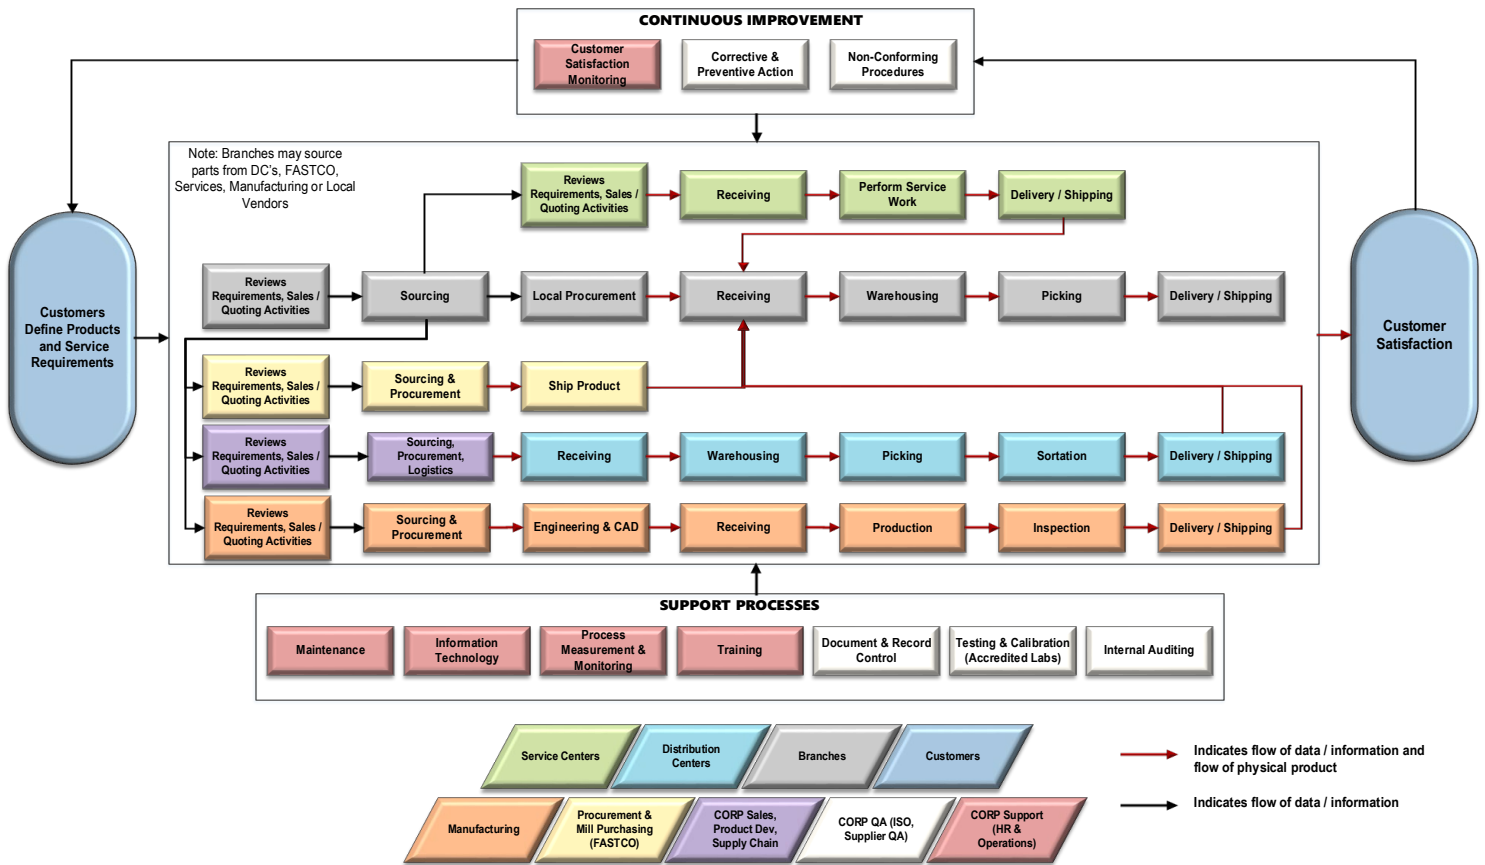 CONTINUOUS IMPROVEMENT
Customer
Satisfaction
Monitoring
Corrective &
Preventive Action
Non-Conforming
Procedures
Note: Branches may source
parts from DC's, FASTCO,
Services, Manufacturing or Local
Vendors
Reviews
Requirements, Sales /
Quoting Activities
Receiving
Perform Service
Work
Delivery / Shipping
Customers
Define Products
and Service
Requirements
Reviews
Requirements, Sales /
Quoting Activities
Sourcing
Local Procurement
Receiving
Warehousing
Picking
Delivery / Shipping
Customer
Satisfaction
Reviews
Requirements, Sales /
Quoting Activities
Sourcing &
Procurement
Ship Product
Reviews
Requirements, Sales /
Quoting Activities
Sourcing,
Procurement,
Logistics
Receiving
Warehousing
Picking
Sortation
Delivery / Shipping
Reviews
Requirements, Sales /
Quoting Activities
Sourcing &
Procurement
Engineering & CAD
Receiving
Production
Inspection
Delivery / Shipping
SUPPORT PROCESSES
Maintenance
Information
Technology
Process
Measurement &
Monitoring
Training
Document & Record
Control
Testing & Calibration
(Accredited Labs)
Internal Auditing
Service Centers
Distribution
Centers
Branches
Customers
Indicates flow of data / information and
flow of physical product
Manufacturing
Procurement &
Mill Purchasing
(FASTCO)
CORP Sales,
Product Dev,
Supply Chain
CORP QA (ISO,
Supplier QA)
CORP Support
(HR &
Operations)
Indicates flow of data / information